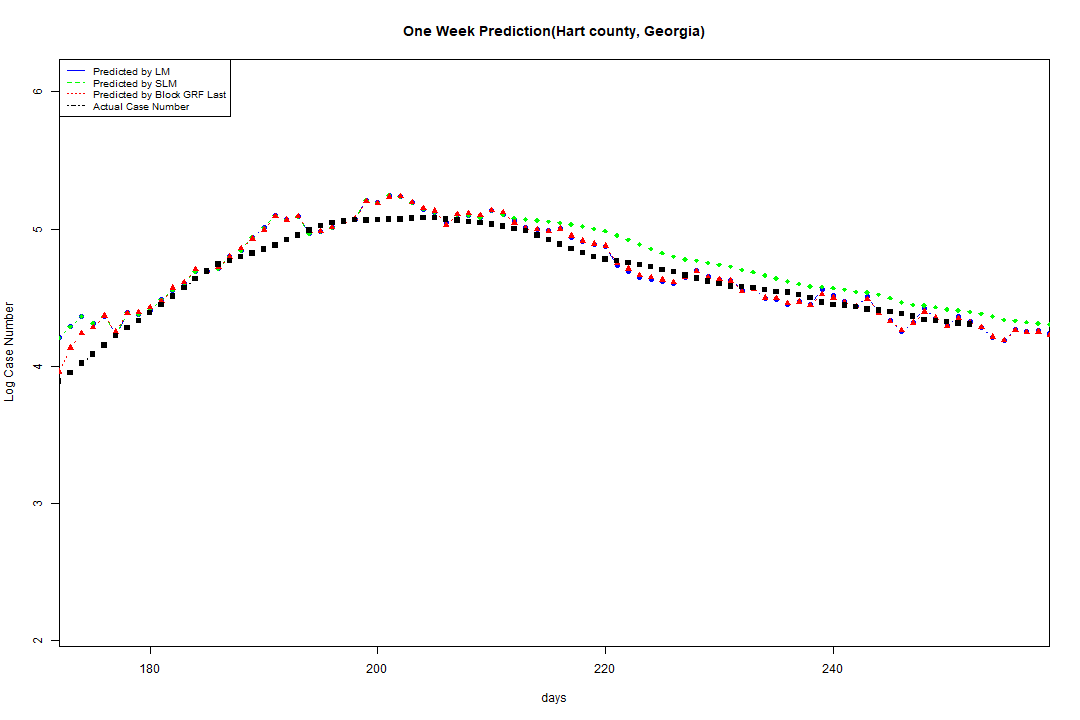 One Week Prediction(Hart county, Georgia)
Predicted by LM
Predicted by SLM
Predicted by Block GRF Last
Actual Case Number
6
5
4
3
2
Log Case Number
180
200
220
240
days